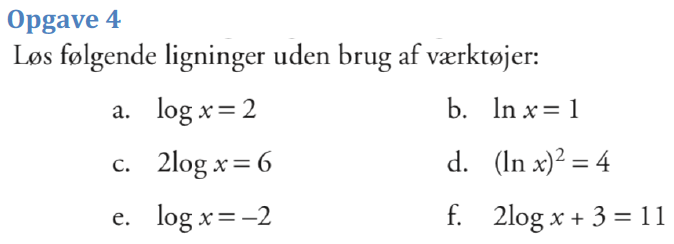 Opgave 4
Løs følgende ligninger uden brug af værktøjer:
a. log x = 2 b. ln x = 1
c. 2log x = 6 d. (ln x)² = 4
e. log x = –2 f. 2log x + 3 = 11